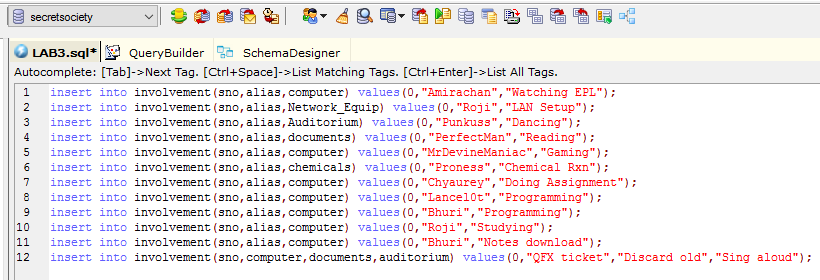 secretsociety
LAB3.sql* QueryBuilder SchemaDesigner
Autocomplete: [Tab]->Next Tag. [Ctrl+Space]->List Matching Tags. [Ctrl+Enter]->List All Tags.
1 insert into involvement(sno,alias,computer) values(0,"Amirachan","Watching EPL");
2 insert into involvement(sno,alias,Network_Equip) values(0,"Roji","LAN Setup");
3 insert into involvement(sno,alias,Auditorium) values(0,"Punkuss","Dancing");
4 insert into involvement(sno,alias,documents) values(0,"PerfectMan","Reading");
5 insert into involvement(sno,alias,computer) values(0,"MrDevineManiac","Gaming");
6 insert into involvement(sno,alias,chemicals) values(0,"Proness","Chemical Rxn");
7 insert into involvement(sno,alias,computer) values(0,"Chyaurey","Doing Assignment");
8 insert into involvement(sno,alias,computer) values(0,"Lancel0t","Programming");
9 insert into involvement(sno,alias,computer) values(0,"Bhuri","Programming");
10 insert into involvement(sno,alias,computer) values(0,"Roji","Studying");
11 insert into involvement(sno,alias,computer) values(0,"Bhuri","Notes download");
12 insert into involvement(sno,computer,documents,auditorium) values(0,"QFX ticket","Discard old","Sing aloud");